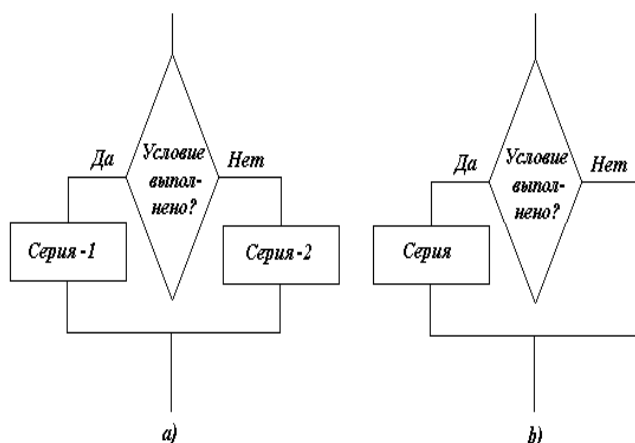 Да
Условие
выпол-
нено?
Нет
Серия-1
Серия-2
a)
Да
Условие
выпол-
нено?
Нет
Серия
b)